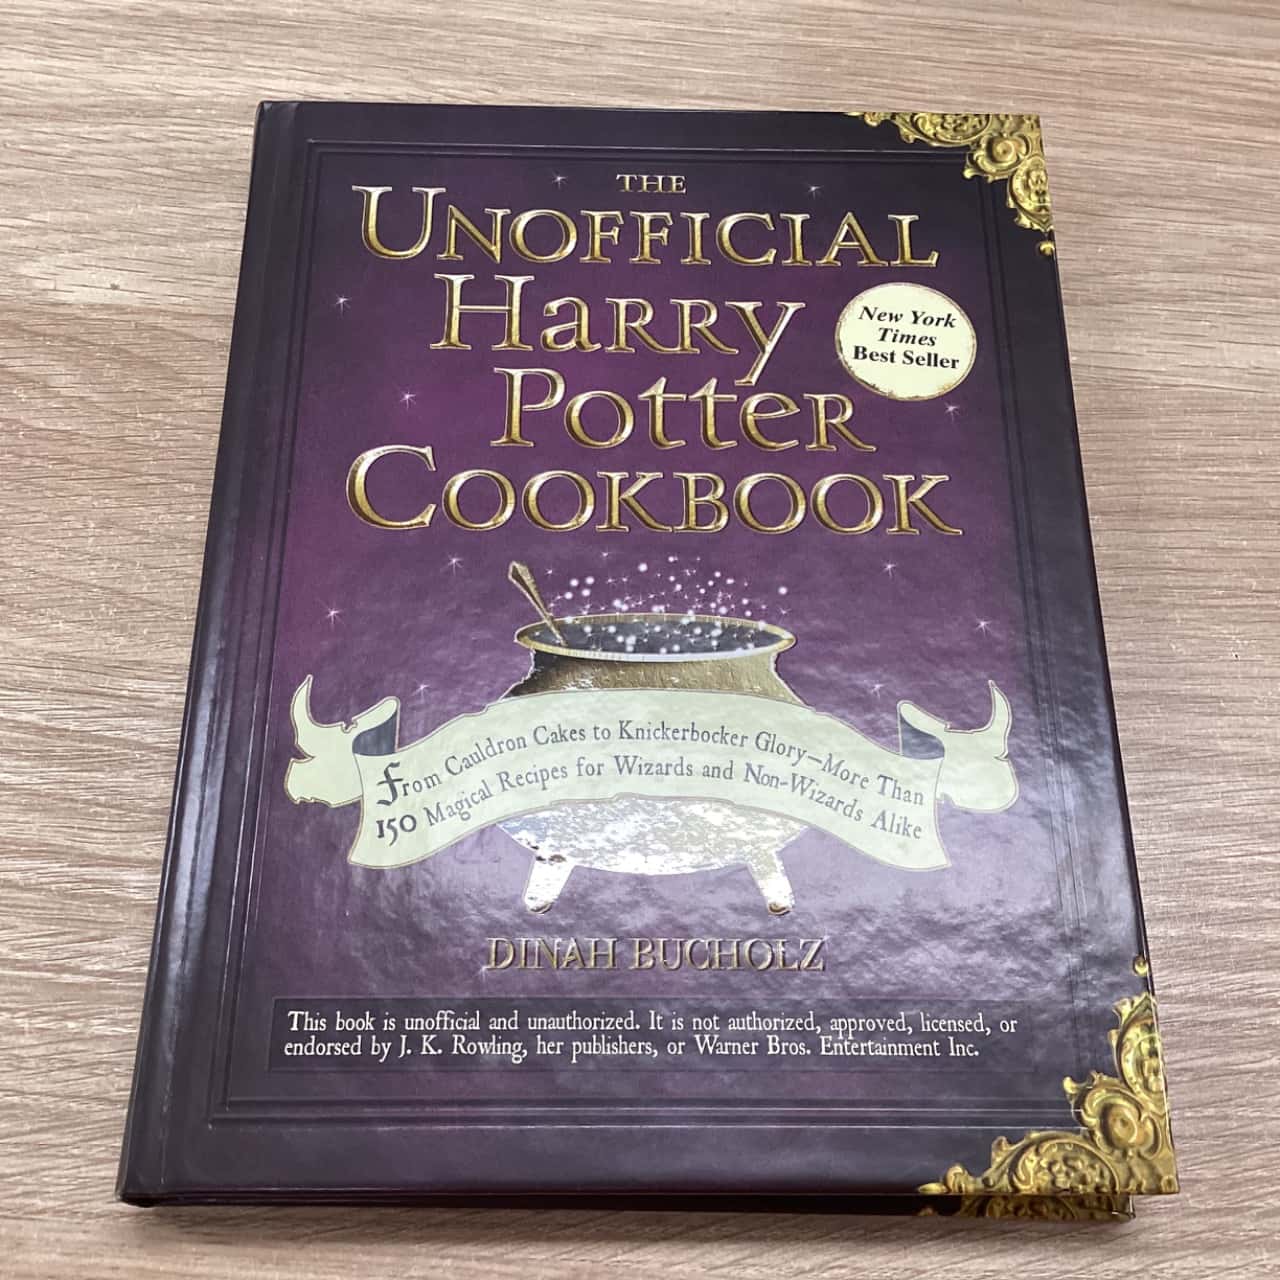 THE
UNOFFICIAL
HARRY
POTTER
COOKBOOK
New York
Times
Best Seller
From Cauldron Cakes to Knickerbocker Glory—More Than
150 Magical Recipes for Wizards and Non-Wizards Alike
DINAH BUCHOLZ
This book is unofficial and unauthorized. It is not authorized, approved, licensed, or
endorsed by J. K. Rowling, her publishers, or Warner Bros. Entertainment Inc.